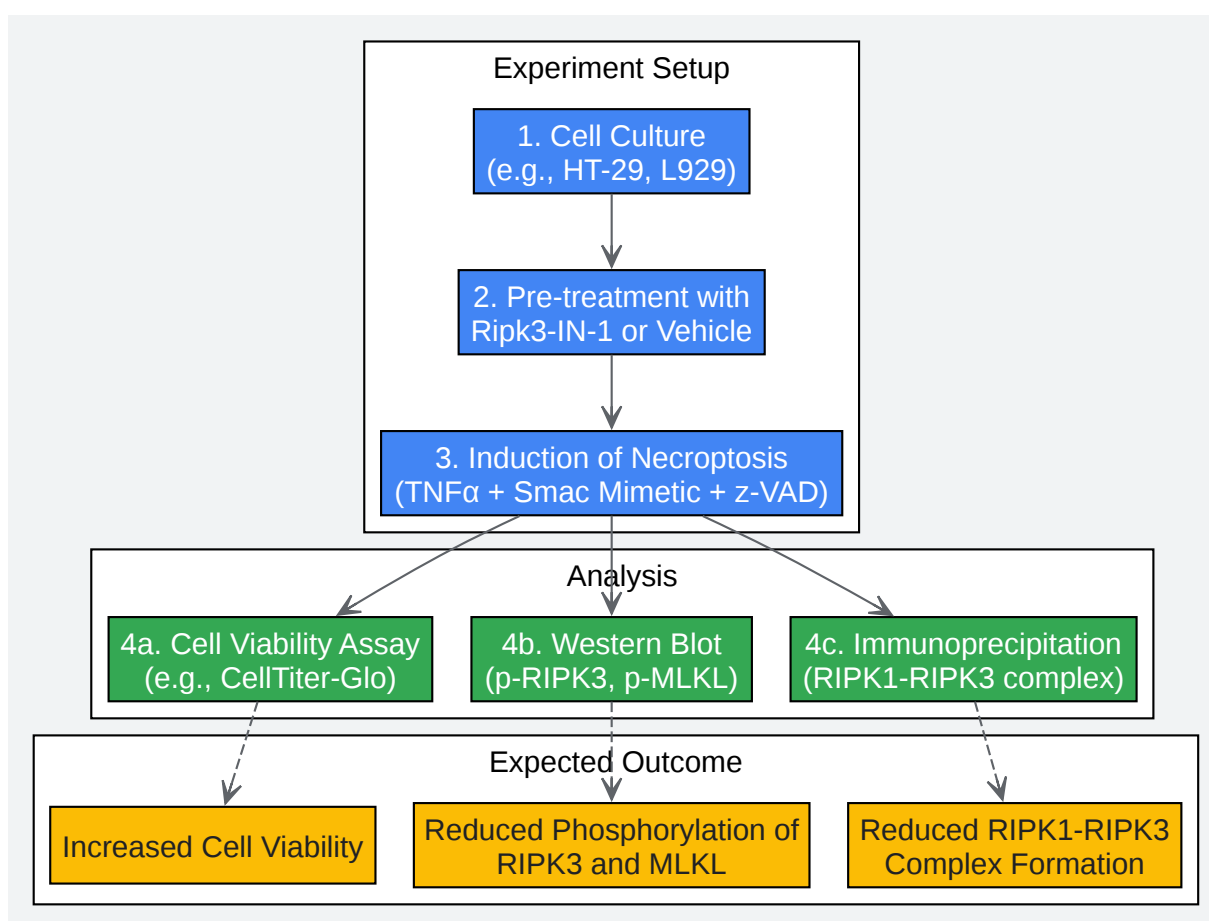 Experiment Setup
1. Cell Culture
(e.g., HT-29, L929)
2. Pre-treatment with
Ripk3-IN-1 or Vehicle
3. Induction of Necroptosis
(TNFα + Smac Mimetic + z-VAD)
Analysis
4a. Cell Viability Assay
(e.g., CellTiter-Glo)
4b. Western Blot
(p-RIPK3, p-MLKL)
4c. Immunoprecipitation
(RIPK1-RIPK3 complex)
Expected Outcome
Increased Cell Viability
Reduced Phosphorylation of
RIPK3 and MLKL
Reduced RIPK1-RIPK3
Complex Formation